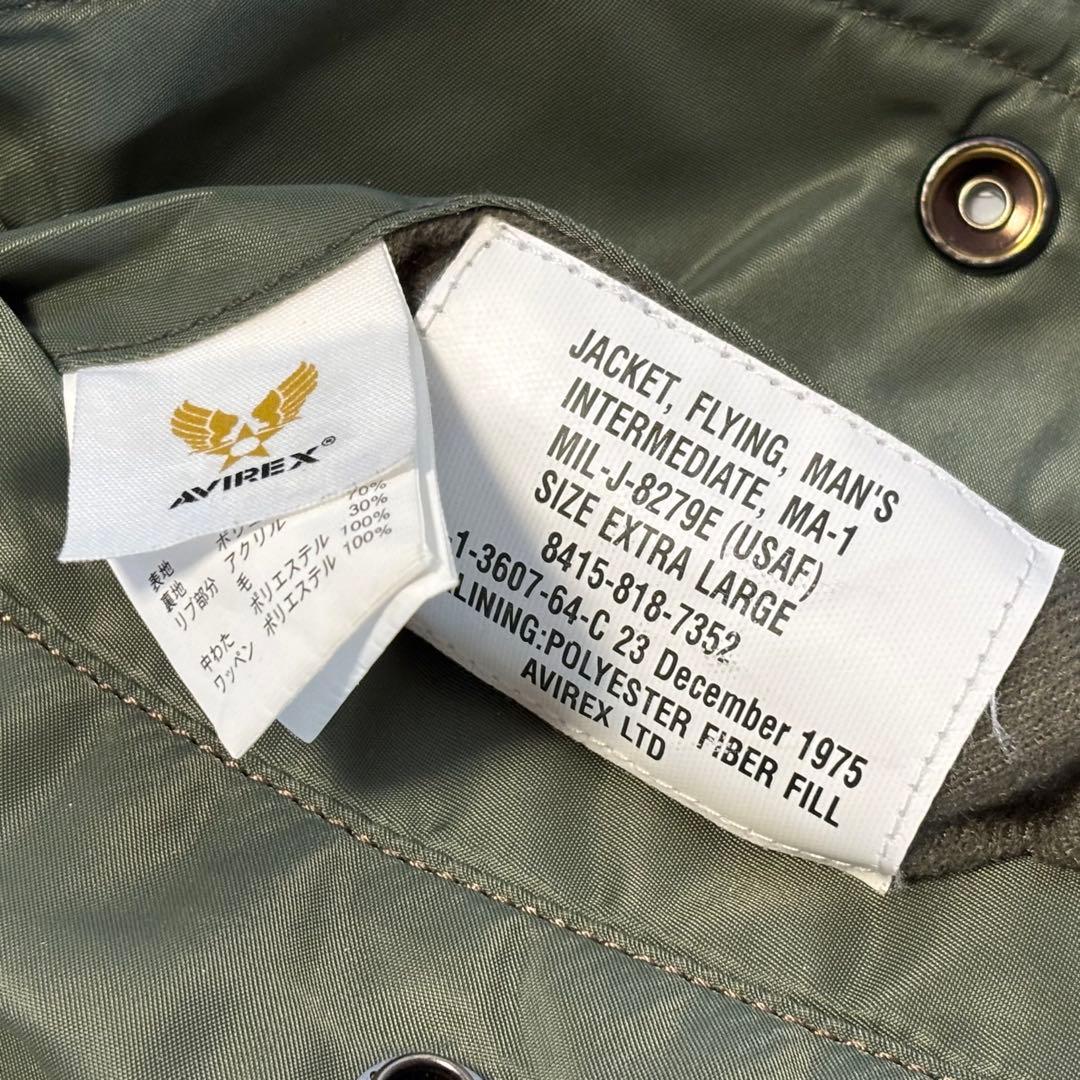 AVIREX®
70%
アクリル 30%
毛 100%
ポリエステル 100%
ポリエステル
表地
裏地
リブ部分
中わた
ワッペン
JACKET, FLYING, MAN'S
INTERMEDIATE, MA-1
MIL-J-8279E (USAF)
SIZE EXTRA LARGE
8415-818-7352
-1-3607-64-C 23 December 1975
LINING:POLYESTER FIBER FILL
AVIREX LTD